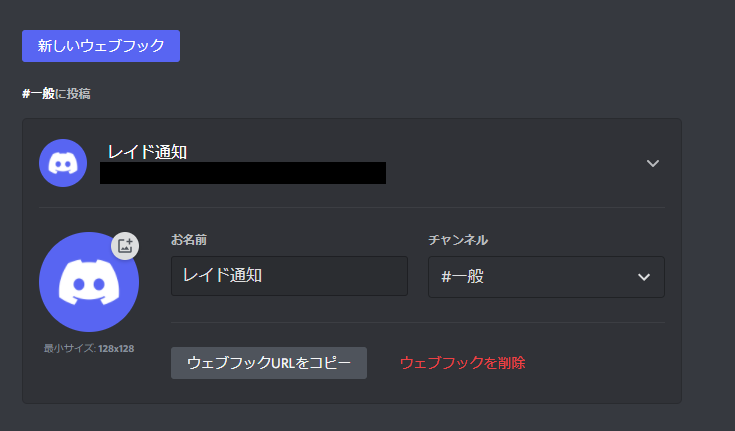 新しいウェブフック
#一般に投稿
レイド通知
お名前
チャンネル
レイド通知
#一般
最小サイズ: 128x128
ウェブフックURLをコピー
ウェブフックを削除